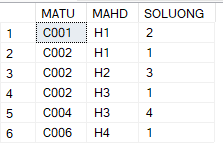 MATU MAHD SOLUONG
1 C001 H1 2
2 C002 H1 1
3 C002 H2 3
4 C002 H3 1
5 C004 H3 4
6 C006 H4 1